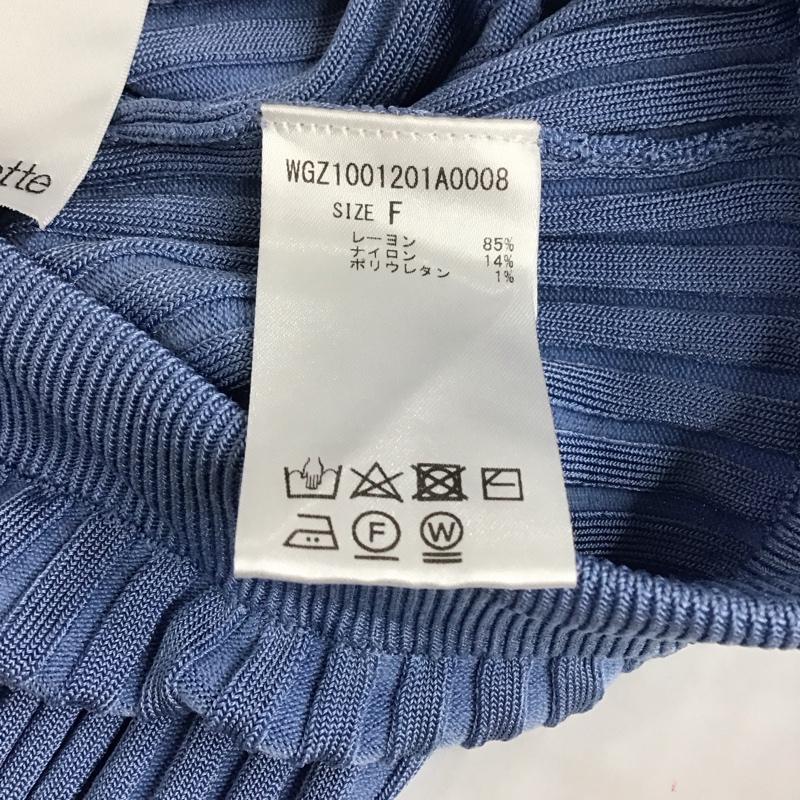 WGZ1001201A0008
SIZE F
レーヨン 85%
ナイロン 14%
ポリウレタン 1%
F W